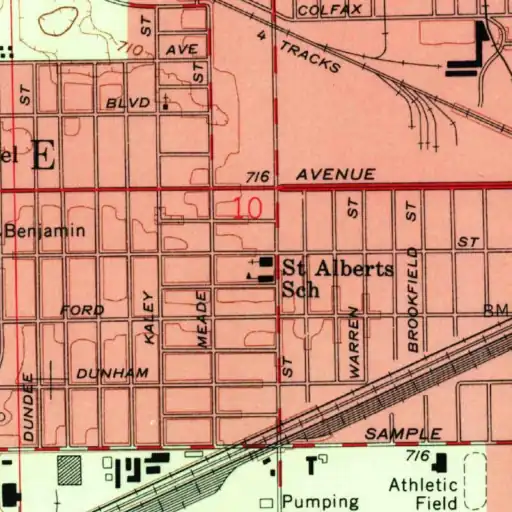 COLFAX
ST
710
AVE
4 TRACKS
ST
ST
BLVD
el
E
716
AVENUE
10
ST
ST
Benjamin
ST
St Alberts
Sch
BROOKFIELD
FORD
KALEY
MEADE
WARREN
BM
DUNHAM
ST
DUNDEE
SAMPLE
716
Athletic
Field
Pumping